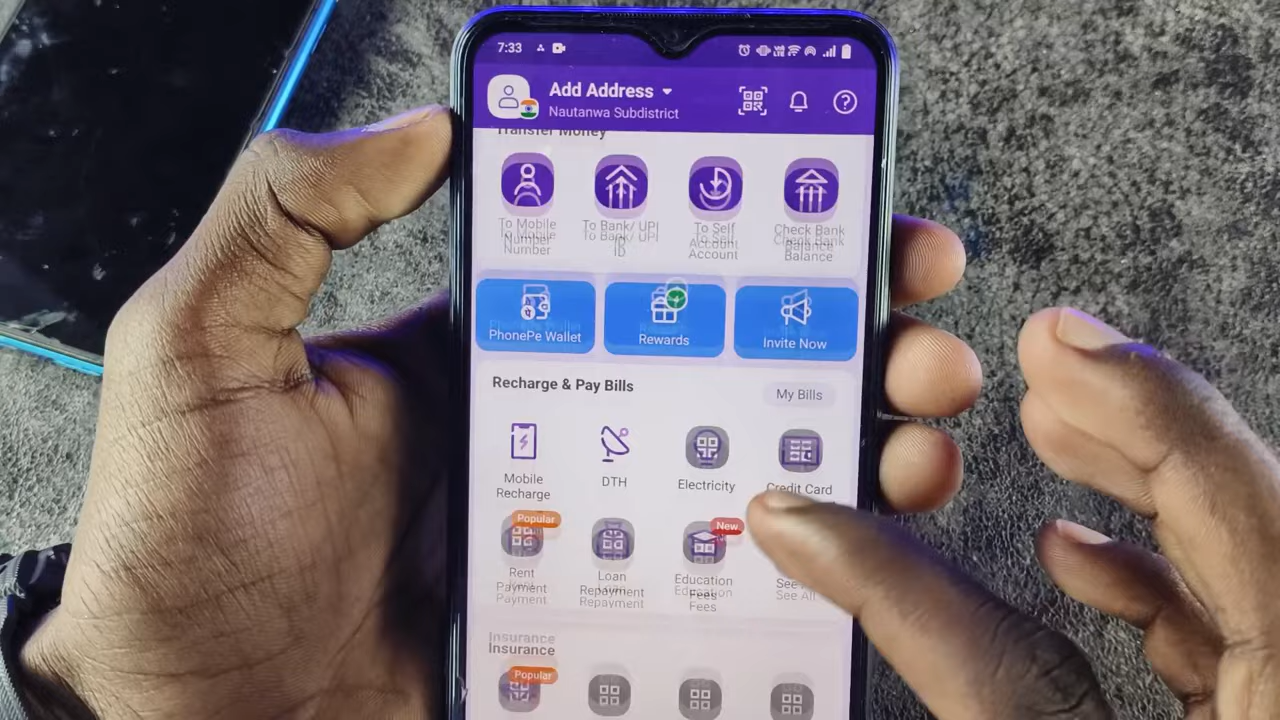 7:33
Add Address
Nautanwa Subdistrict
Transfer Money
To Mobile
Number
To Bank/ UPI
ID
To Self
Account
Check Bank
Balance
PhonePe Wallet
Rewards
Invite Now
Recharge & Pay Bills
My Bills
Mobile
Recharge
DTH
Electricity
Credit Card
Popular
New
Rent
Payment
Loan
Repayment
Education
Fees
See All
Insurance
Popular